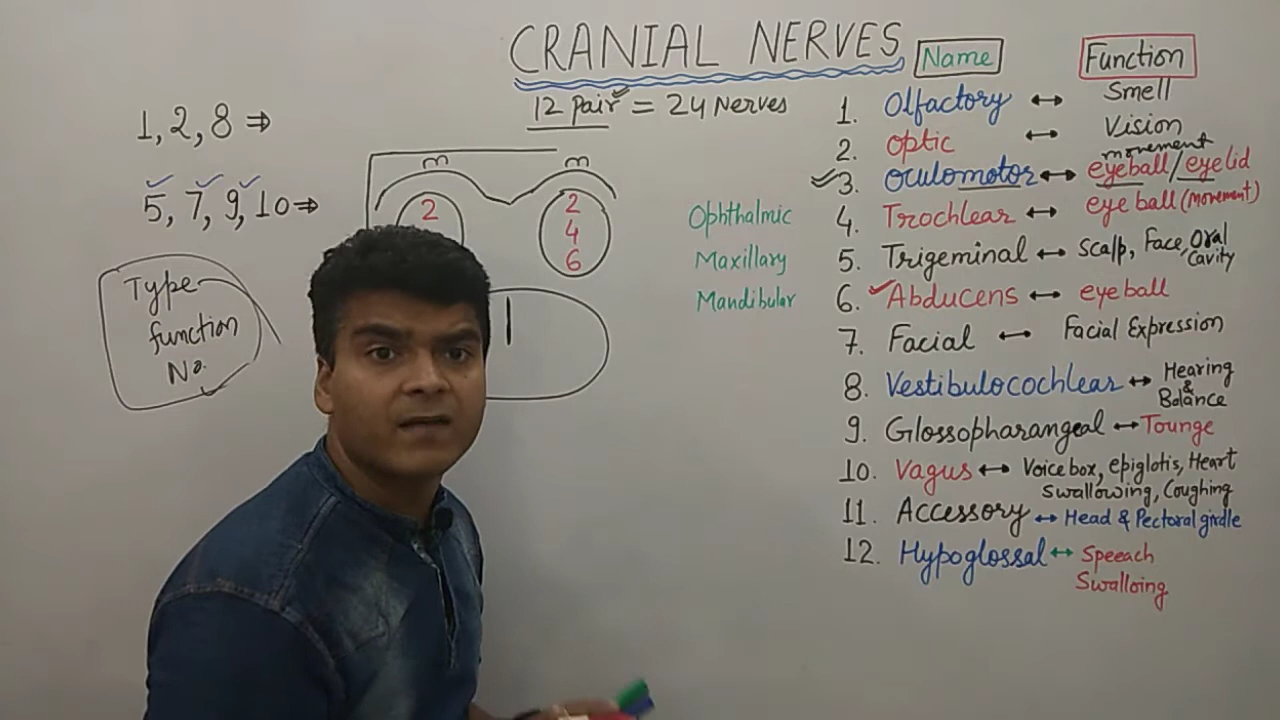 CRANIAL NERVES
12 Pair = 24 Nerves
1, 2, 8 ⇒
5, 7, 9, 10 ⇒
Type
function
No.
m m
2 2
4
6
1
Ophthalmic
Maxillary
Mandibular
Name Function
1. Olfactory ↔ Smell
2. Optic ↔ Vision
3. Oculomotor ↔ movement eyeball/eyelid
4. Trochlear ↔ eye ball (movement)
5. Trigeminal ↔ Scalp, Face, Oral
Cavity
6. Abducens ↔ eyeball
7. Facial ↔ Facial Expression
8. Vestibulocochlear ↔ Hearing
&
Balance
9. Glossopharangeal ↔ Tounge
10. Vagus ↔ Voice box, epiglotis, Heart
Swallowing, Coughing
11. Accessory ↔ Head & Pectoral girdle
12. Hypoglossal ↔ Speeach
Swalloing